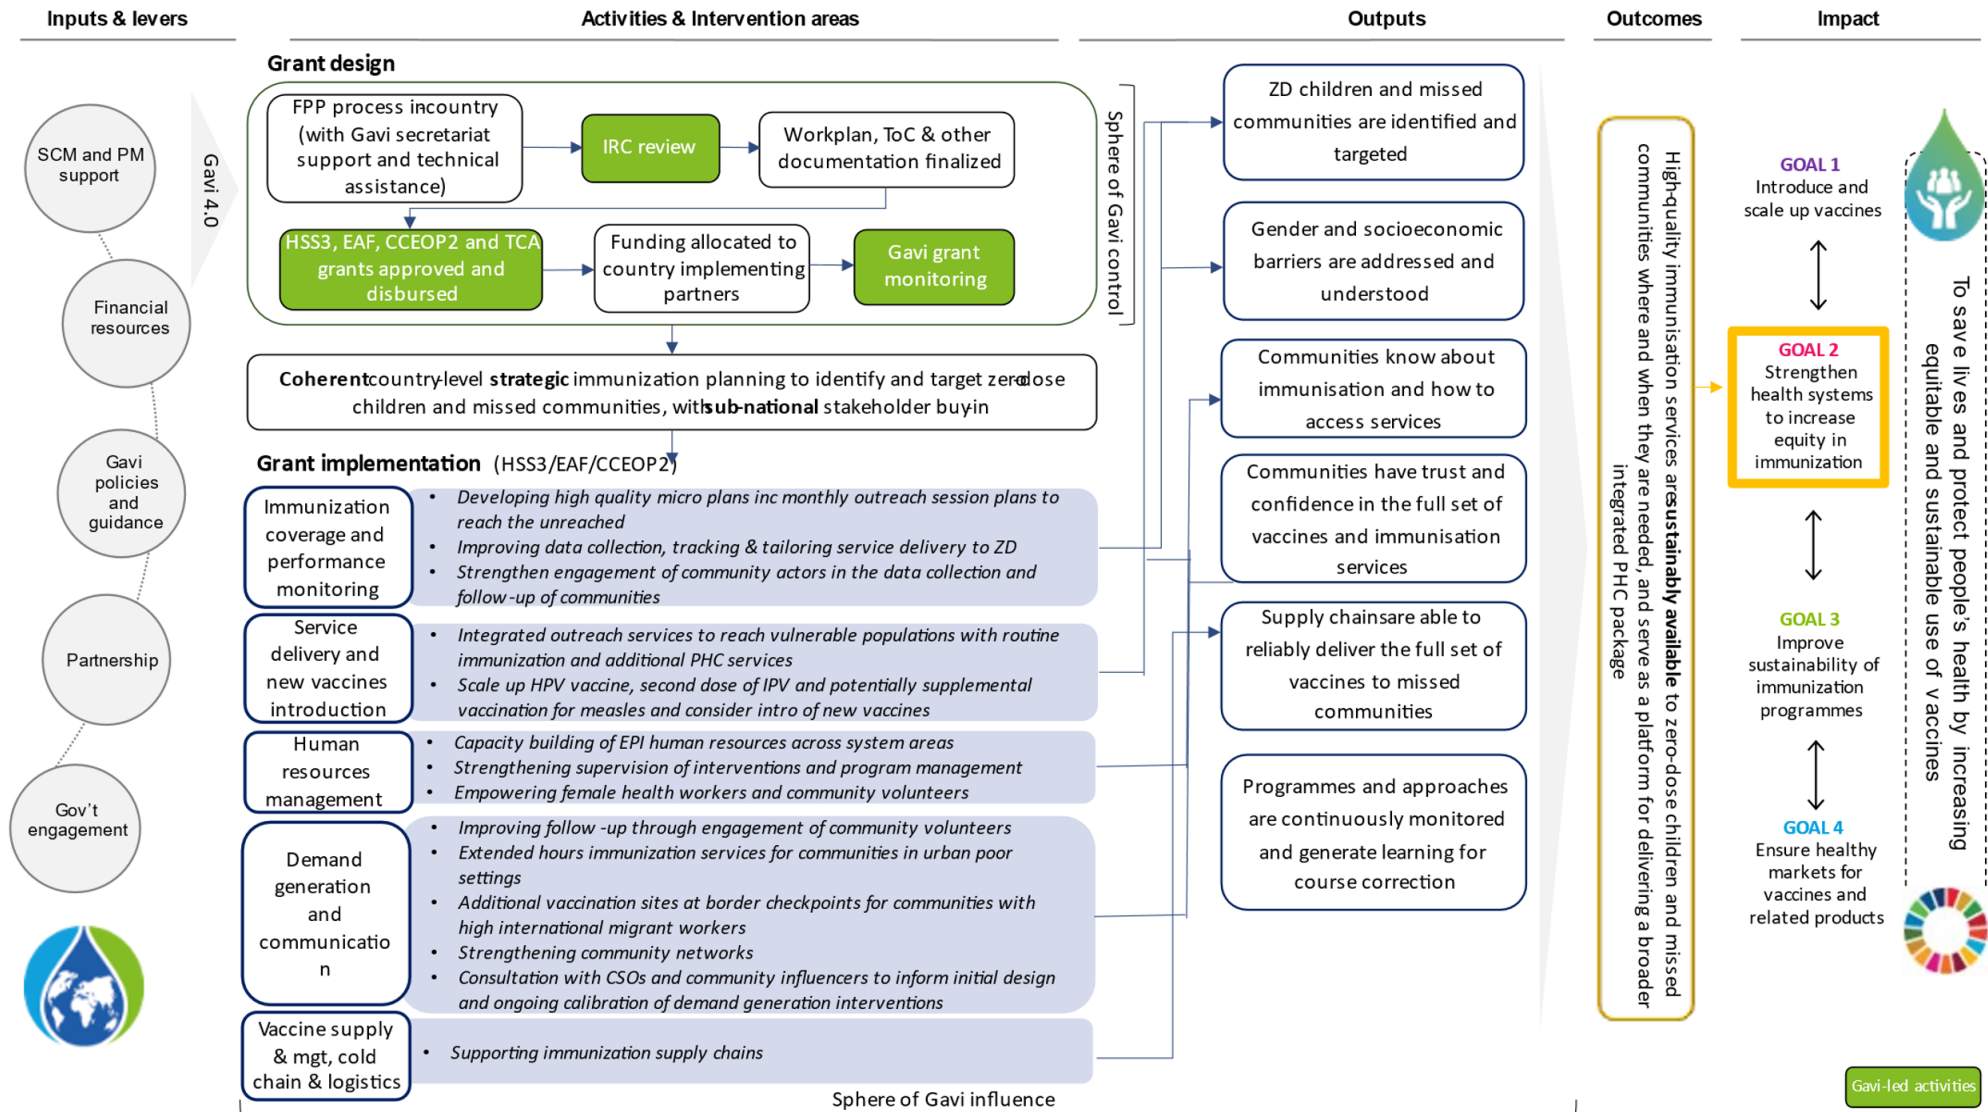 Inputs & levers
Activities & Intervention areas
Outputs
Outcomes
Impact
SCM and PM
support
Financial
resources
Gavi
policies
and
guidance
Partnership
Gov't
engagement
Gavi 4.0
Grant design
FPP process in-country
(with Gavi secretariat
support and technical
assistance)
IRC review
Workplan, ToC & other
documentation finalized
HSS3, EAF, CCEOP2 and TCA
grants approved and
disbursed
Funding allocated to
country implementing
partners
Gavi grant
monitoring
Sphere of Gavi control
Coherent country-level strategic immunization planning to identify and target zero-dose
children and missed communities, with sub-national stakeholder buy-in
Grant implementation (HSS3/EAF/CCEOP2)
Immunization
coverage and
performance
monitoring
• Developing high quality micro plans inc monthly outreach session plans to
reach the unreached
• Improving data collection, tracking & tailoring service delivery to ZD
• Strengthen engagement of community actors in the data collection and
follow-up of communities
Service
delivery and
new vaccines
introduction
• Integrated outreach services to reach vulnerable populations with routine
immunization and additional PHC services
• Scale up HPV vaccine, second dose of IPV and potentially supplemental
vaccination for measles and consider intro of new vaccines
Human
resources
management
• Capacity building of EPI human resources across system areas
• Strengthening supervision of interventions and program management
• Empowering female health workers and community volunteers
Demand
generation
and
communicatio
n
• Improving follow -up through engagement of community volunteers
• Extended hours immunization services for communities in urban poor
settings
• Additional vaccination sites at border checkpoints for communities with
high international migrant workers
• Strengthening community networks
• Consultation with CSOs and community influencers to inform initial design
and ongoing calibration of demand generation interventions
Vaccine supply
& mgt, cold
chain & logistics
• Supporting immunization supply chains
Sphere of Gavi influence
ZD children and missed
communities are identified and
targeted
Gender and socioeconomic
barriers are addressed and
understood
Communities know about
immunisation and how to
access services
Communities have trust and
confidence in the full set of
vaccines and immunisation
services
Supply chains are able to
reliably deliver the full set of
vaccines to missed
communities
Programmes and approaches
are continuously monitored
and generate learning for
course correction
High-quality immunisation services are sustainably available to zero-dose children and missed
communities where and when they are needed, and serve as a platform for delivering a broader
integrated PHC package
GOAL 1
Introduce and
scale up vaccines
GOAL 2
Strengthen
health systems
to increase
equity in
immunization
GOAL 3
Improve
sustainability of
immunization
programmes
GOAL 4
Ensure healthy
markets for
vaccines and
related products
To save lives and protect people's health by increasing
equitable and sustainable use of vaccines
Gavi-led activities